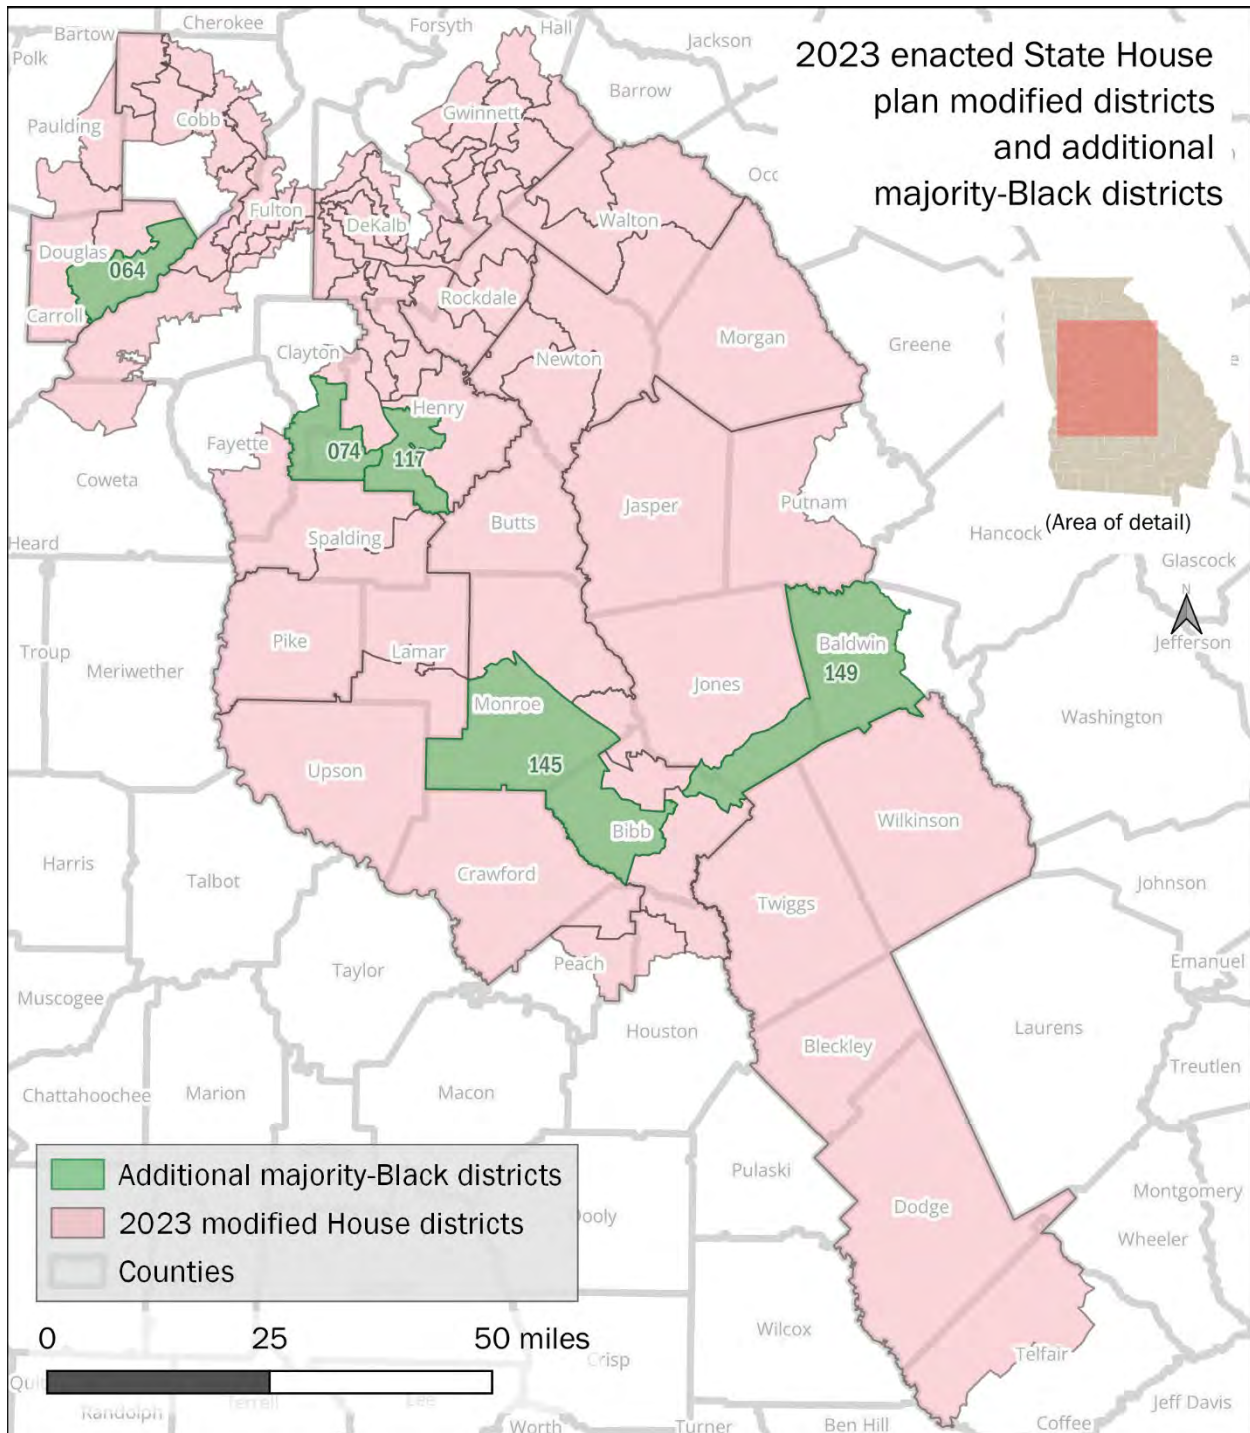 Cherokee
Forsyth
Hall
Bartow
Jackson
Polk
2023 enacted State House
plan modified districts
and additional
majority-Black districts
Barrow
Cobb
Gwinnett
Paulding
Occ
Fulton
DeKalb
Walton
Douglas
064
Rockdale
Carroll
Morgan
Greene
Clayton
Newton
Henry
Fayette
074
117
Coweta
Jasper
Putnam
(Area of detail)
Butts
Hancock
Spalding
Heard
Glascock
N
Pike
Lamar
Baldwin
Jefferson
Troup
Meriwether
149
Jones
Monroe
Washington
145
Upson
Bibb
Wilkinson
Harris
Talbot
Crawford
Johnson
Twiggs
Peach
Taylor
Emanuel
Muscogee
Houston
Laurens
Bleckley
Treutlen
Chattahoochee
Marion
Macon
Additional majority-Black districts
Pulaski
Montgomery
2023 modified House districts
Dooly
Dodge
Wheeler
Counties
0
25
50 miles
Wilcox
Crisp
Telfair
Qui
Terrell
Lee
Jeff Davis
Randolph
Worth
Turner
Ben Hill
Coffee